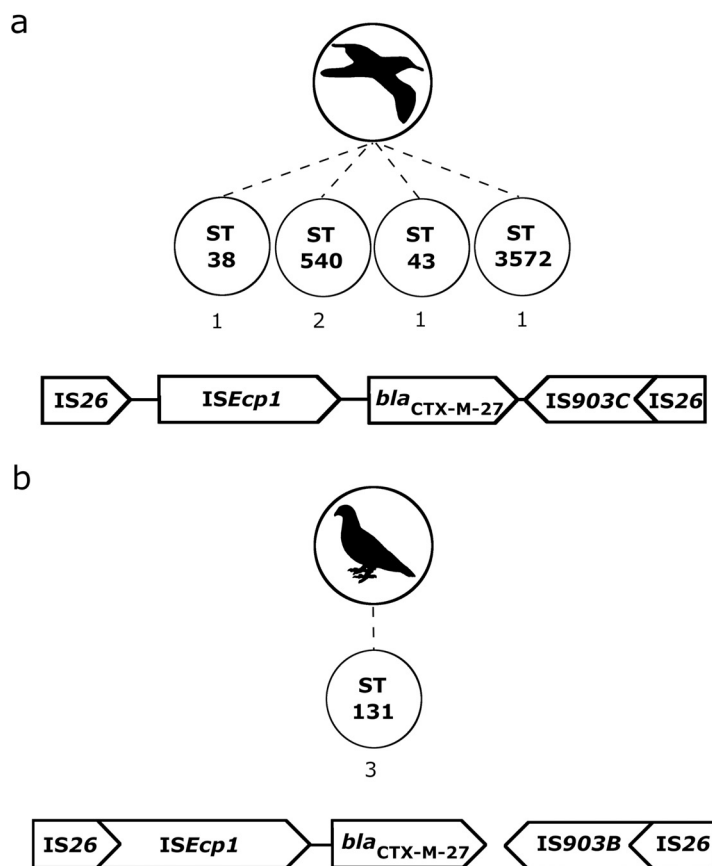 a
ST
38
ST
540
ST
43
ST
3572
1
2
1
1
IS26
ISEcp1
blaCTX-M-27
IS903C
IS26
b
ST
131
3
IS26
ISEcp1
blaCTX-M-27
IS903B
IS26